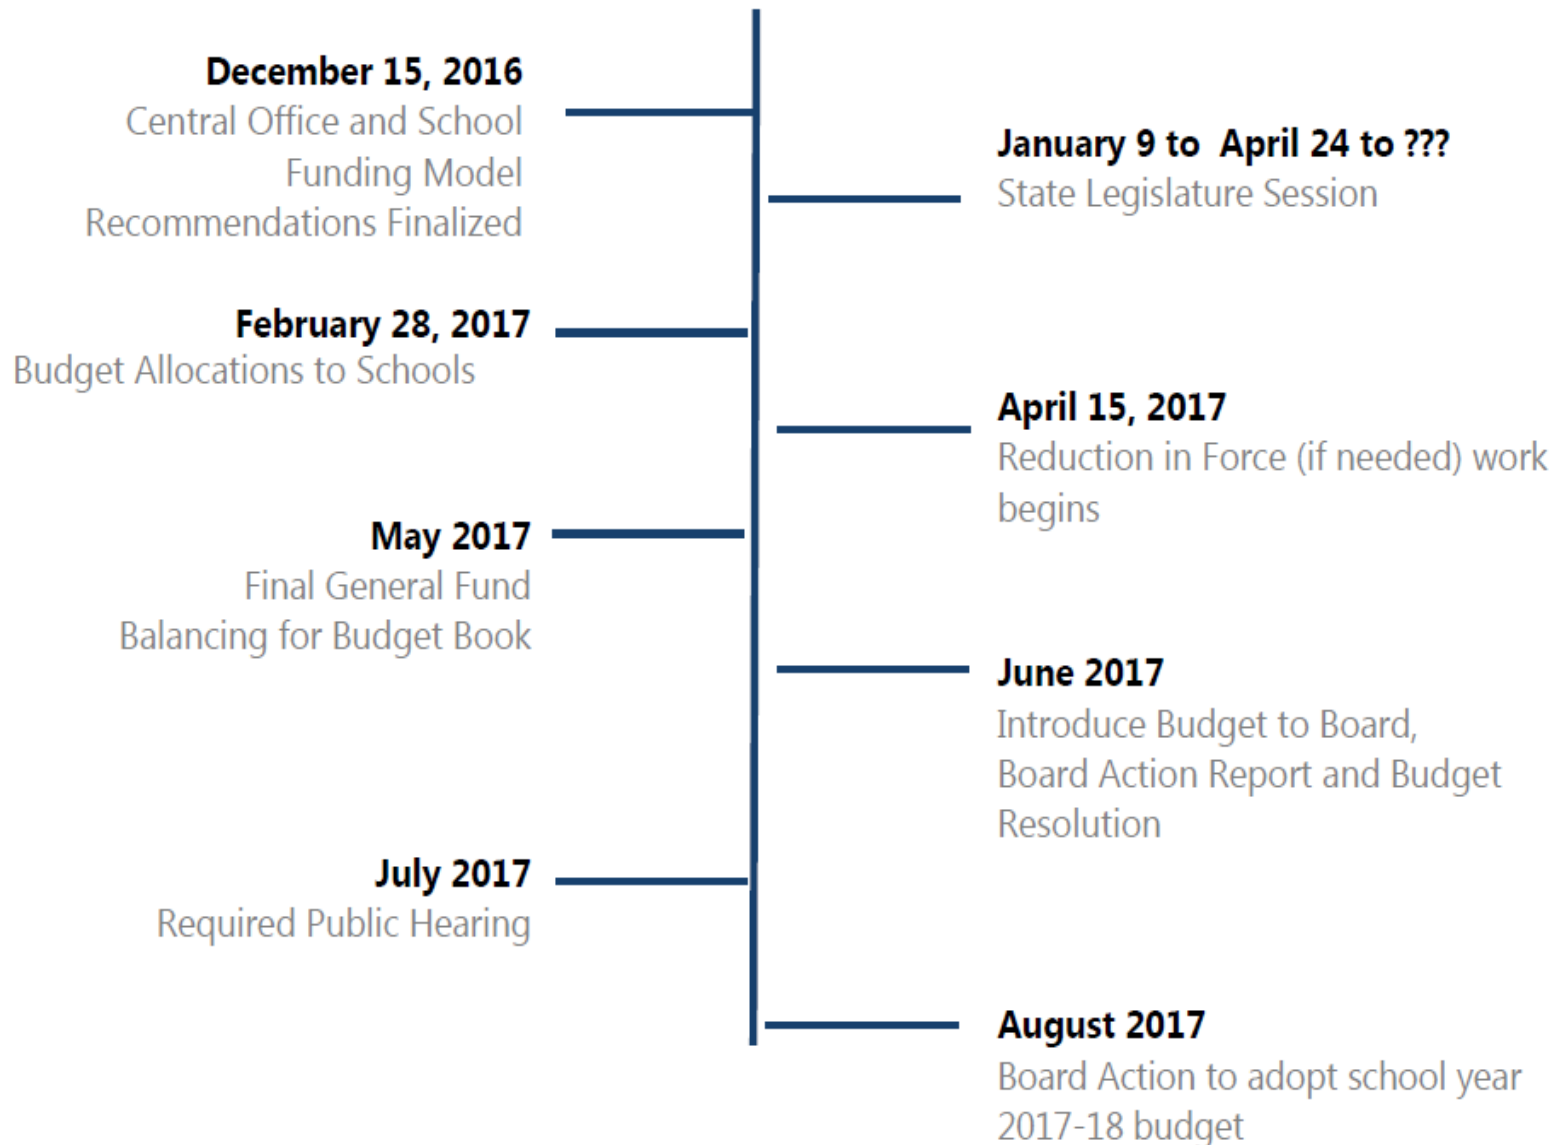 December 15, 2016
Central Office and School
Funding Model
Recommendations Finalized
January 9 to  April 24 to ???
State Legislature Session
February 28, 2017
Budget Allocations to Schools
April 15, 2017
Reduction in Force (if needed) work
begins
May 2017
Final General Fund
Balancing for Budget Book
June 2017
Introduce Budget to Board,
Board Action Report and Budget
Resolution
July 2017
Required Public Hearing
August 2017
Board Action to adopt school year
2017-18 budget